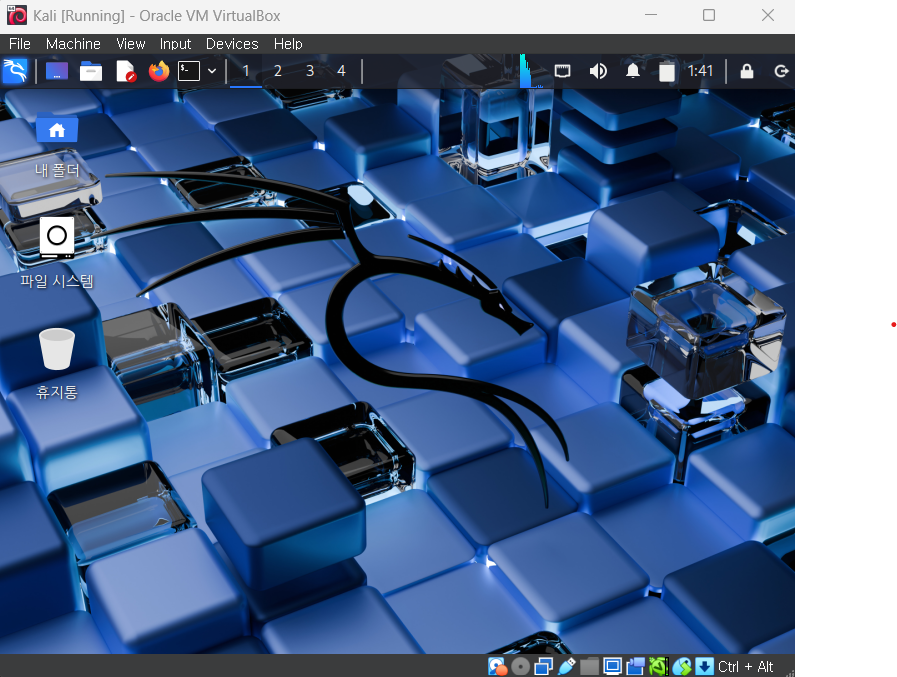 Kali [Running] - Oracle VM VirtualBox
File Machine View Input Devices Help
1 2 3 4 1:41
내 폴더
파일 시스템
휴지통
Ctrl + Alt